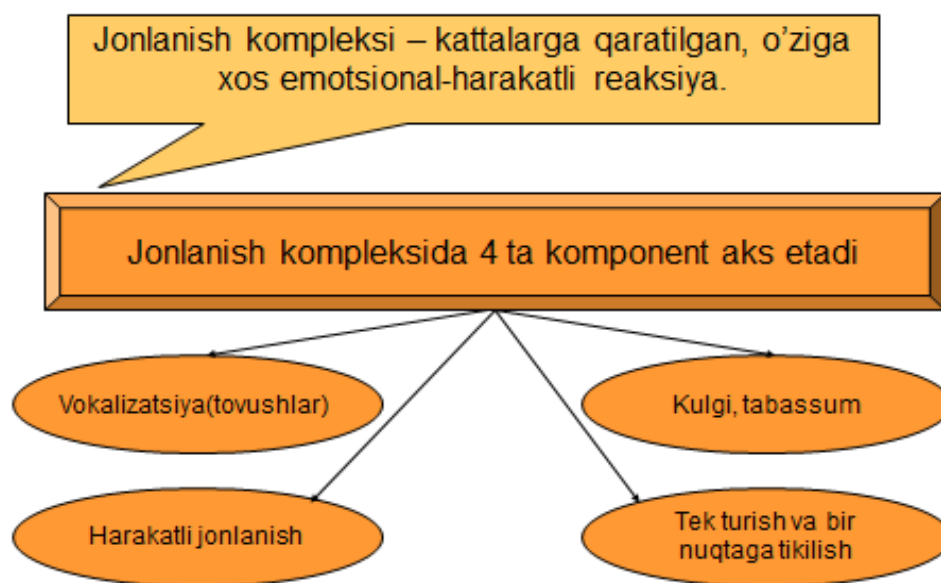 Jonlanish kompleksi – kattalarga qaratilgan, o’ziga
xos emotsional-harakatli reaksiya.
Jonlanish kompleksida 4 ta komponent aks etadi
Vokalizatsiya(tovushlar)
Kulgi, tabassum
Harakatli jonlanish
Tek turish va bir
nuqtaga tikilish